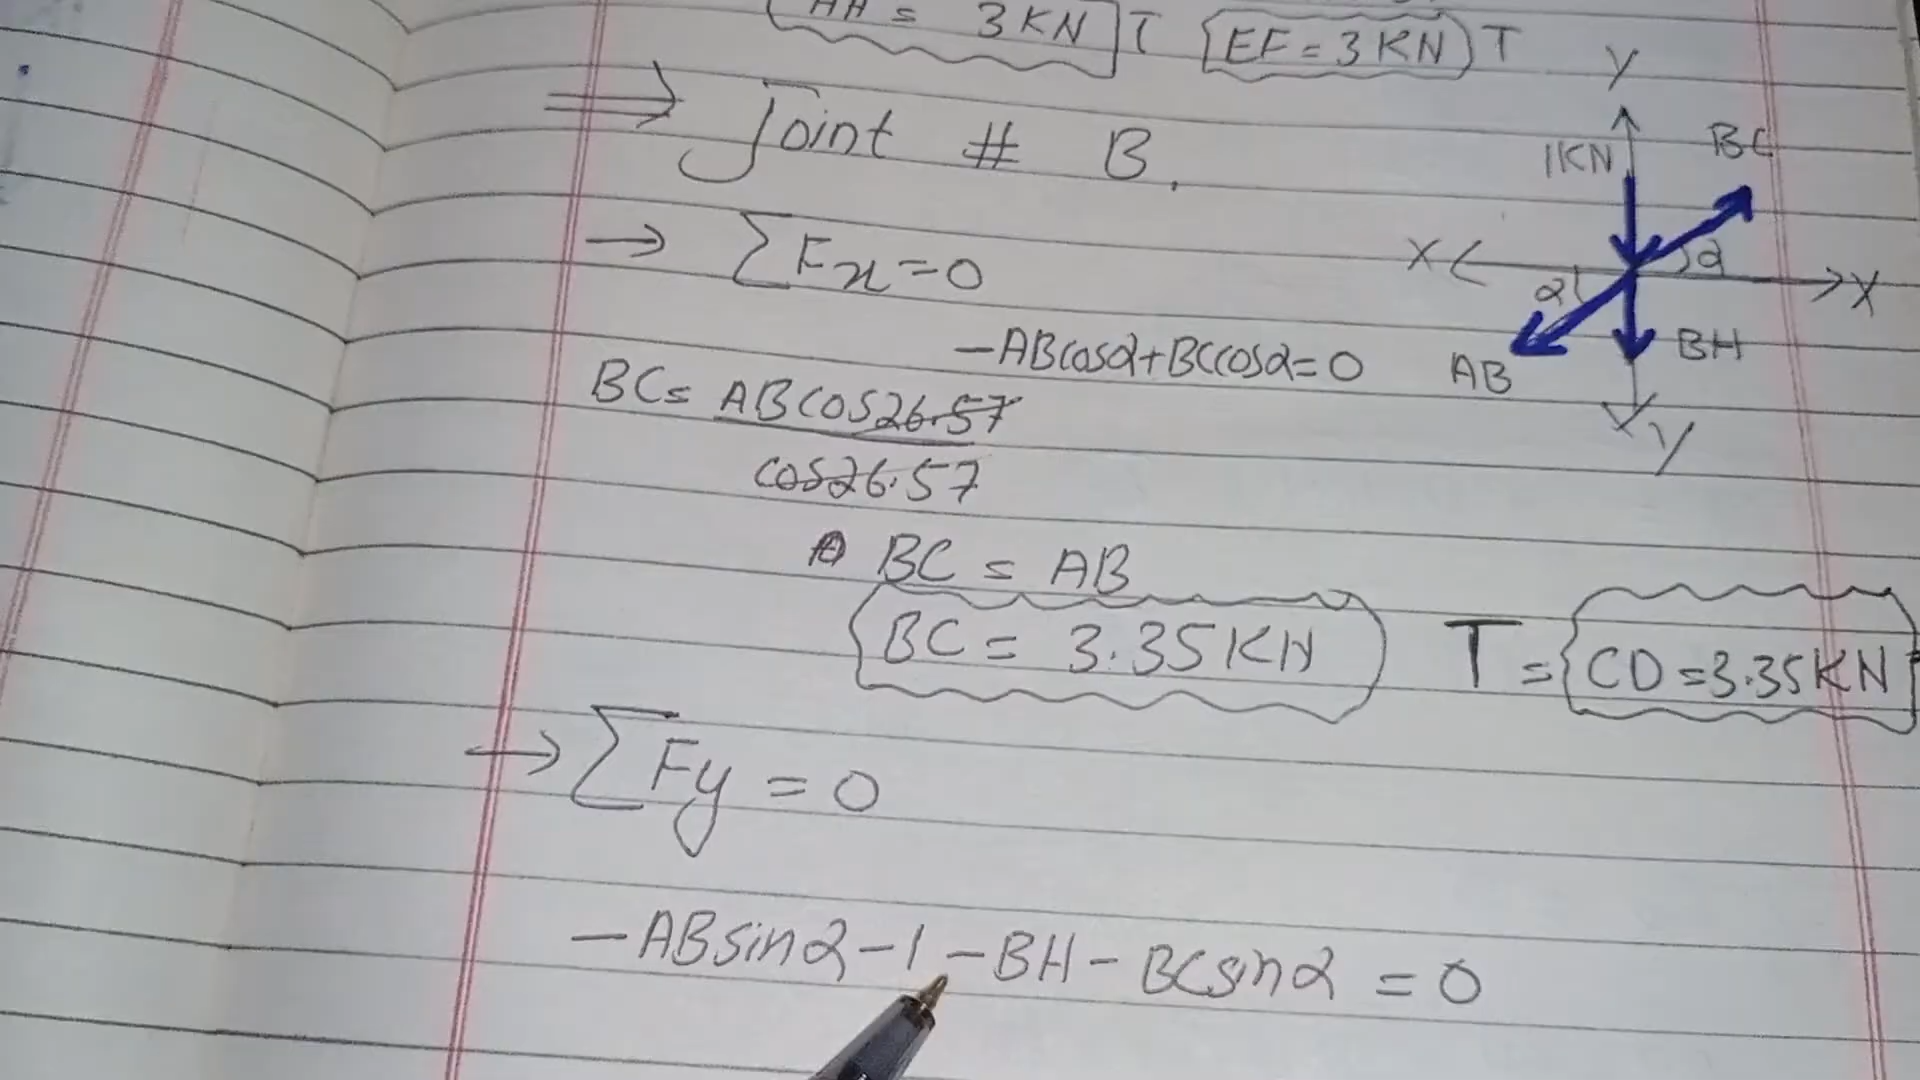 = 3KN T EF = 3KN T
⇒ Joint # B.
→ ΣFx = 0
-ABcosα + BCcosα = 0
BC = ABcos26.57
cos26.57
BC = AB
BC = 3.35KN T = CD = 3.35KN
→ ΣFy = 0
-ABsinα - 1 - BH - BCsinα = 0
Y
1KN BC
X α X
α
AB BH
Y